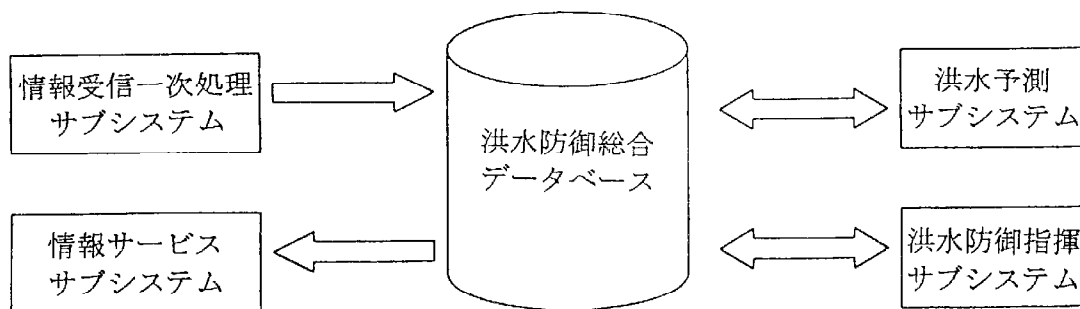 情報受信一次処理
サブシステム
洪水防御総合
データベース
洪水予測
サブシステム
情報サービス
サブシステム
洪水防御指揮
サブシステム